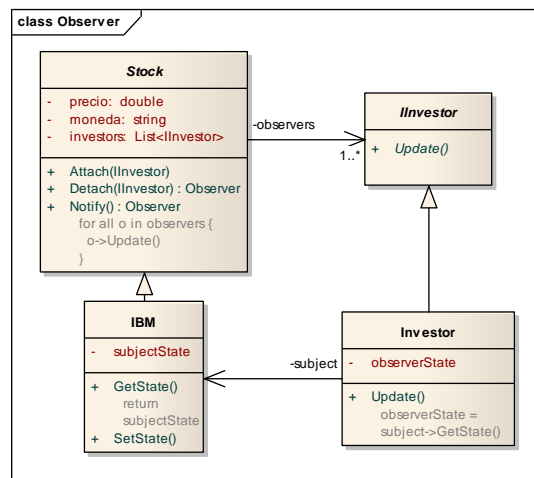 class Observer
Stock
- precio: double
- moneda: string
- investors: List<IInvestor>
+ Attach(IInvestor)
+ Detach(IInvestor) : Observer
+ Notify() : Observer
for all o in observers {
o->Update()
}
-observers
1..*
IInvestor
+ Update()
IBM
- subjectState
+ GetState()
return
subjectState
+ SetState()
-subject
Investor
- observerState
+ Update()
observerState =
subject->GetState()